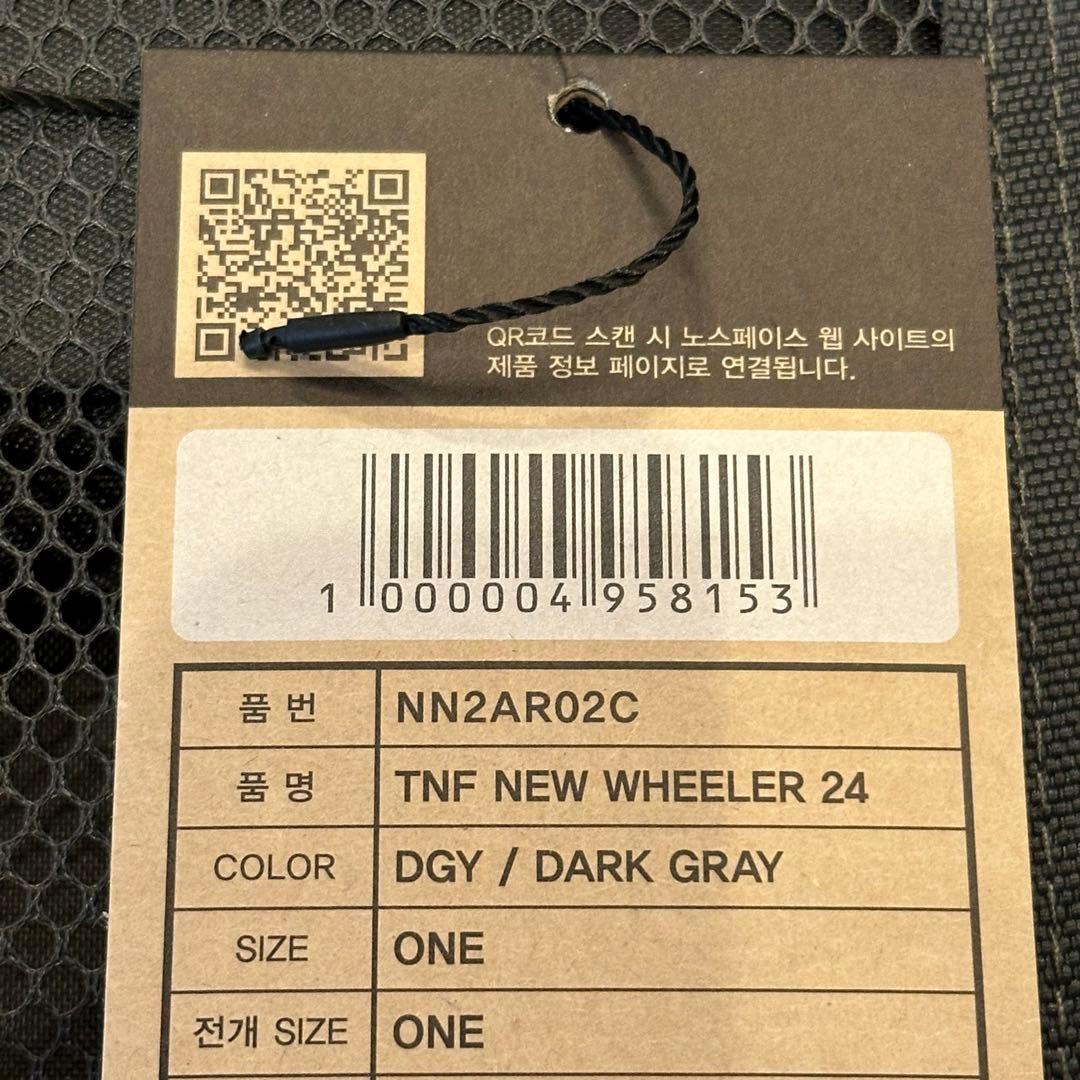 QR코드 스캔 시 노스페이스 웹 사이트의
제품 정보 페이지로 연결됩니다.
1 000004 958153
품 번 NN2AR02C
품 명 TNF NEW WHEELER 24
COLOR DGY / DARK GRAY
SIZE ONE
전개 SIZE ONE